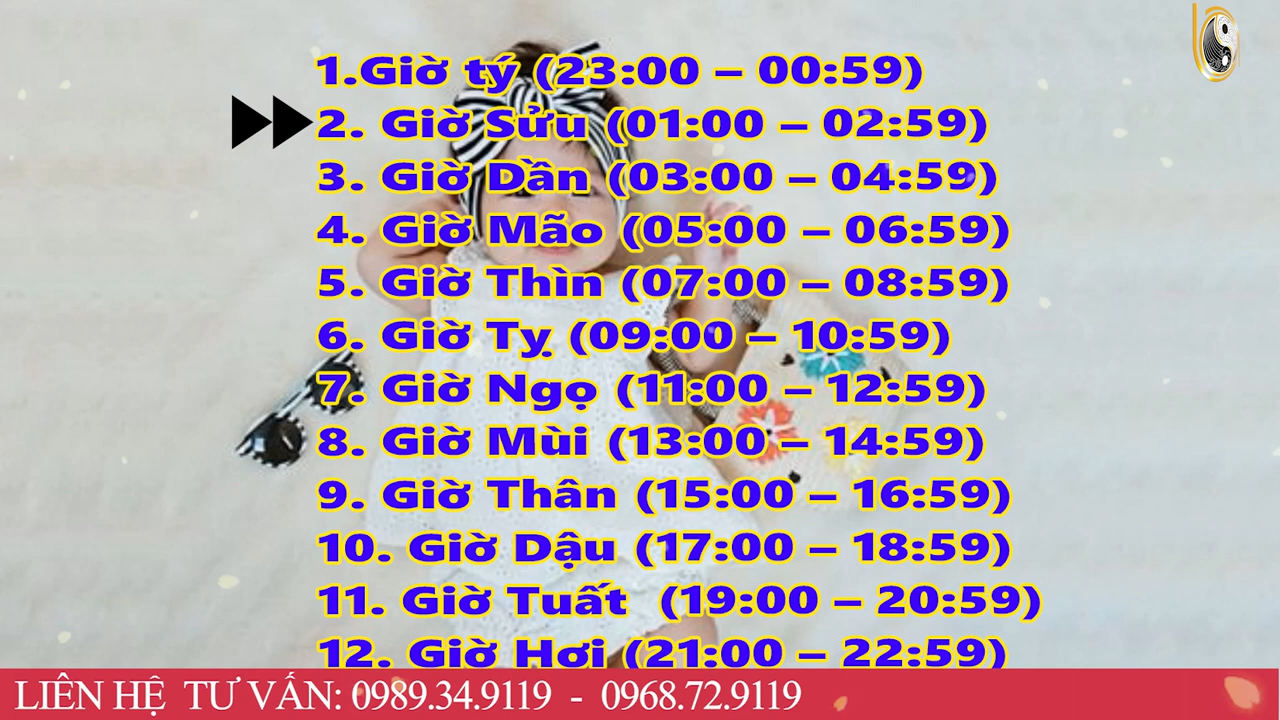 1.Giờ tý (23:00 – 00:59)
2. Giờ Sửu (01:00 – 02:59)
3. Giờ Dần (03:00 – 04:59)
4. Giờ Mão (05:00 – 06:59)
5. Giờ Thìn (07:00 – 08:59)
6. Giờ Tỵ (09:00 – 10:59)
7. Giờ Ngọ (11:00 – 12:59)
8. Giờ Mùi (13:00 – 14:59)
9. Giờ Thân (15:00 – 16:59)
10. Giờ Dậu (17:00 – 18:59)
11. Giờ Tuất  (19:00 – 20:59)
12. Giờ Hợi (21:00 – 22:59)
LIÊN HỆ  TƯ VẤN: 0989.34.9119  -  0968.72.9119